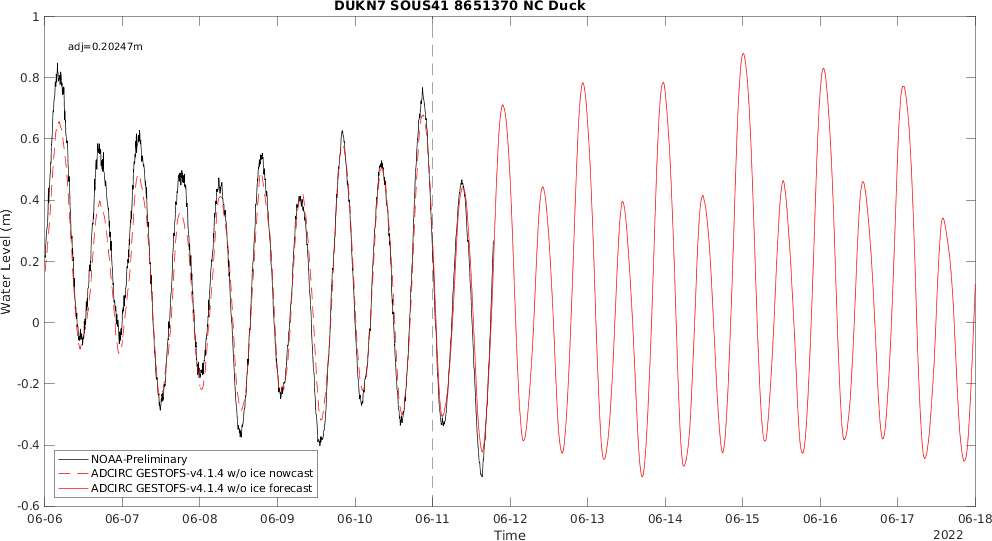 DUKN7 SOUS41 8651370 NC Duck
adj=0.20247m
1
0.8
0.6
0.4
0.2
0
-0.2
-0.4
-0.6
Water Level (m)
NOAA-Preliminary
ADCIRC GESTOFS-v4.1.4 w/o ice nowcast
ADCIRC GESTOFS-v4.1.4 w/o ice forecast
06-06 06-07 06-08 06-09 06-10 06-11 06-12 06-13 06-14 06-15 06-16 06-17 06-18
Time
2022